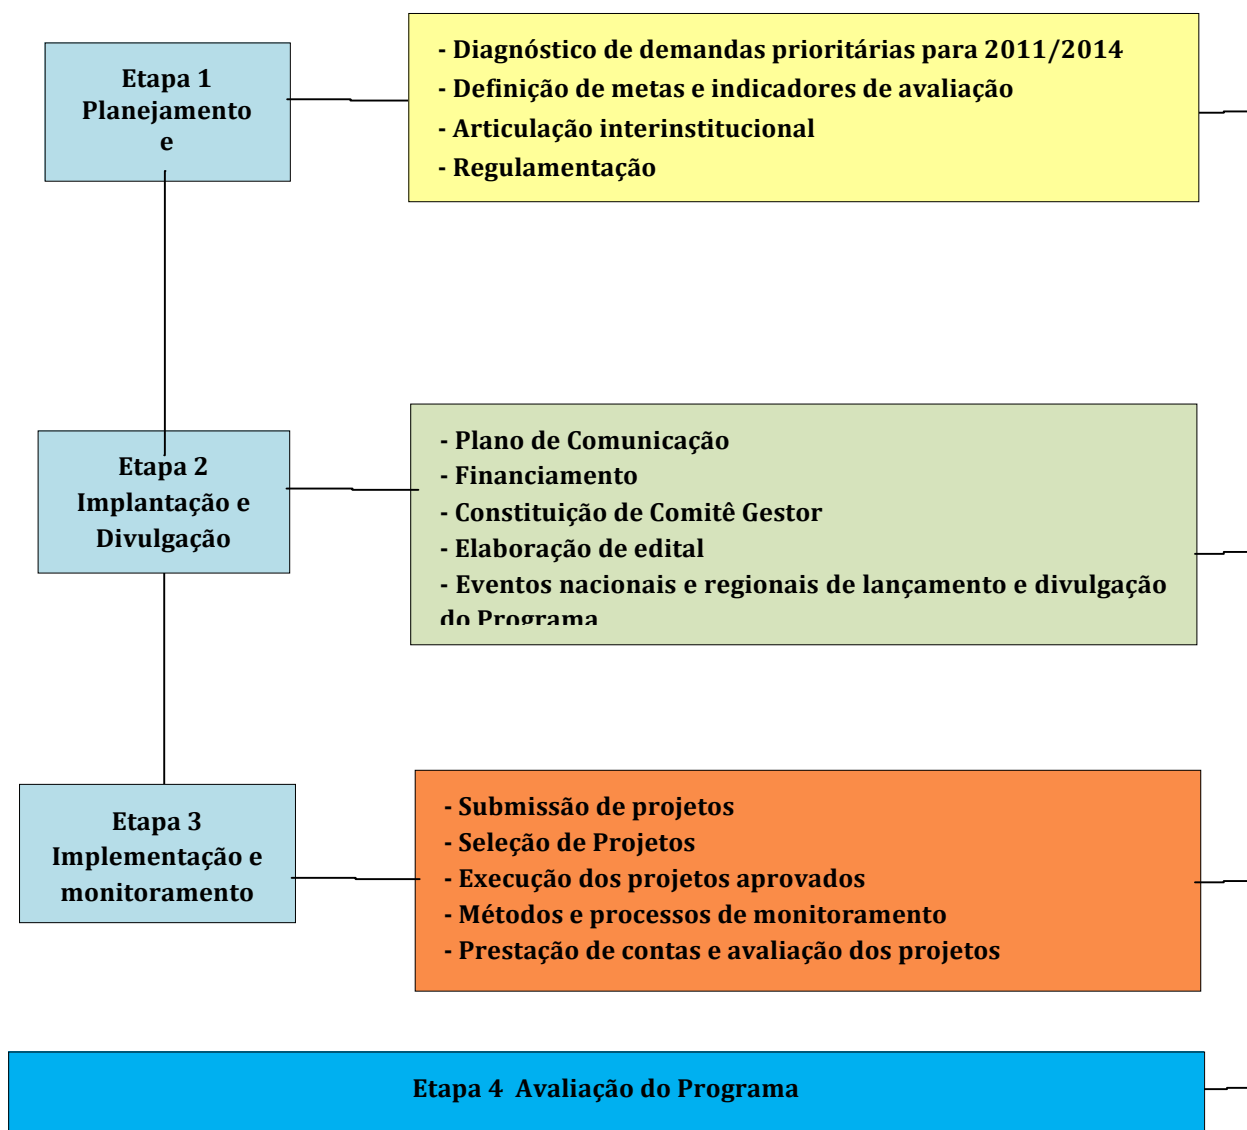 Etapa 1
Planejamento
e
- Diagnóstico de demandas prioritárias para 2011/2014
- Definição de metas e indicadores de avaliação
- Articulação interinstitucional
- Regulamentação
Etapa 2
Implantação e
Divulgação
- Plano de Comunicação
- Financiamento
- Constituição de Comitê Gestor
- Elaboração de edital
- Eventos nacionais e regionais de lançamento e divulgação
do Programa
Etapa 3
Implementação e
monitoramento
- Submissão de projetos
- Seleção de Projetos
- Execução dos projetos aprovados
- Métodos e processos de monitoramento
- Prestação de contas e avaliação dos projetos
Etapa 4 Avaliação do Programa